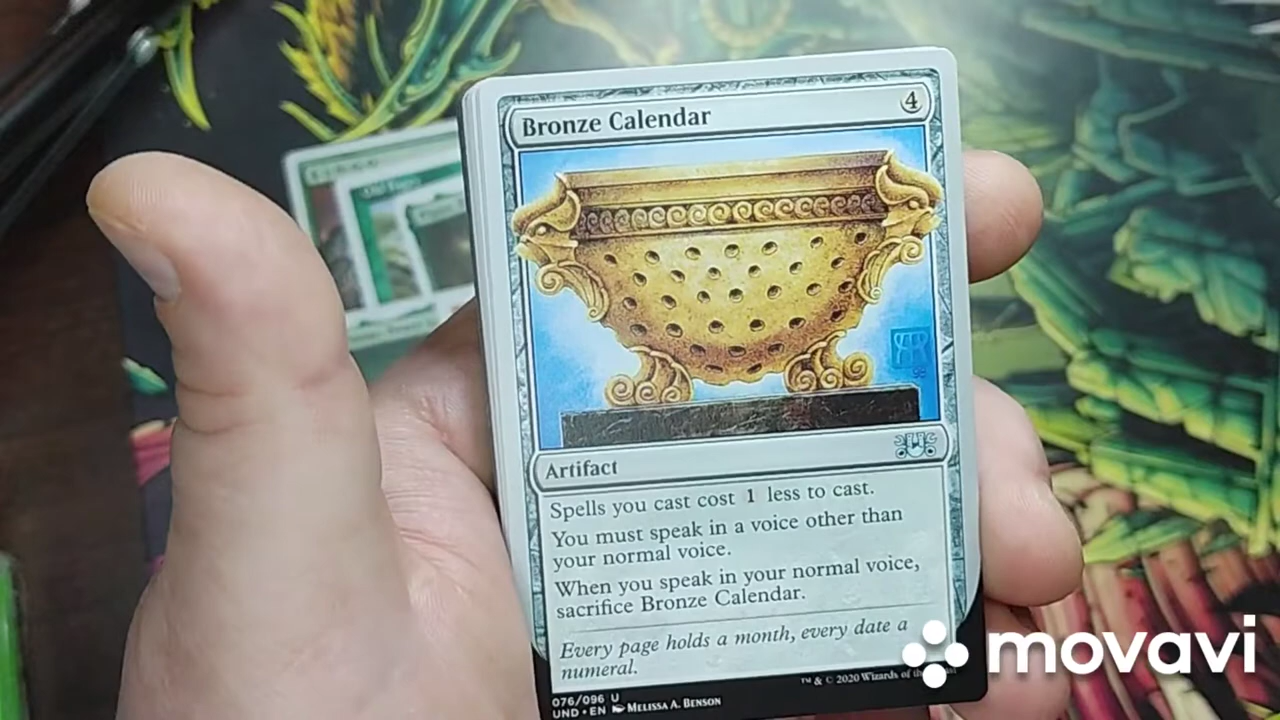 Bronze Calendar
4
Artifact
Spells you cast cost 1 less to cast.
You must speak in a voice other than
your normal voice.
When you speak in your normal voice,
sacrifice Bronze Calendar.
Every page holds a month, every date a
numeral.
076/096 U
UND • EN MELISSA A. BENSON
™ & © 2020 Wizards of the
movavi